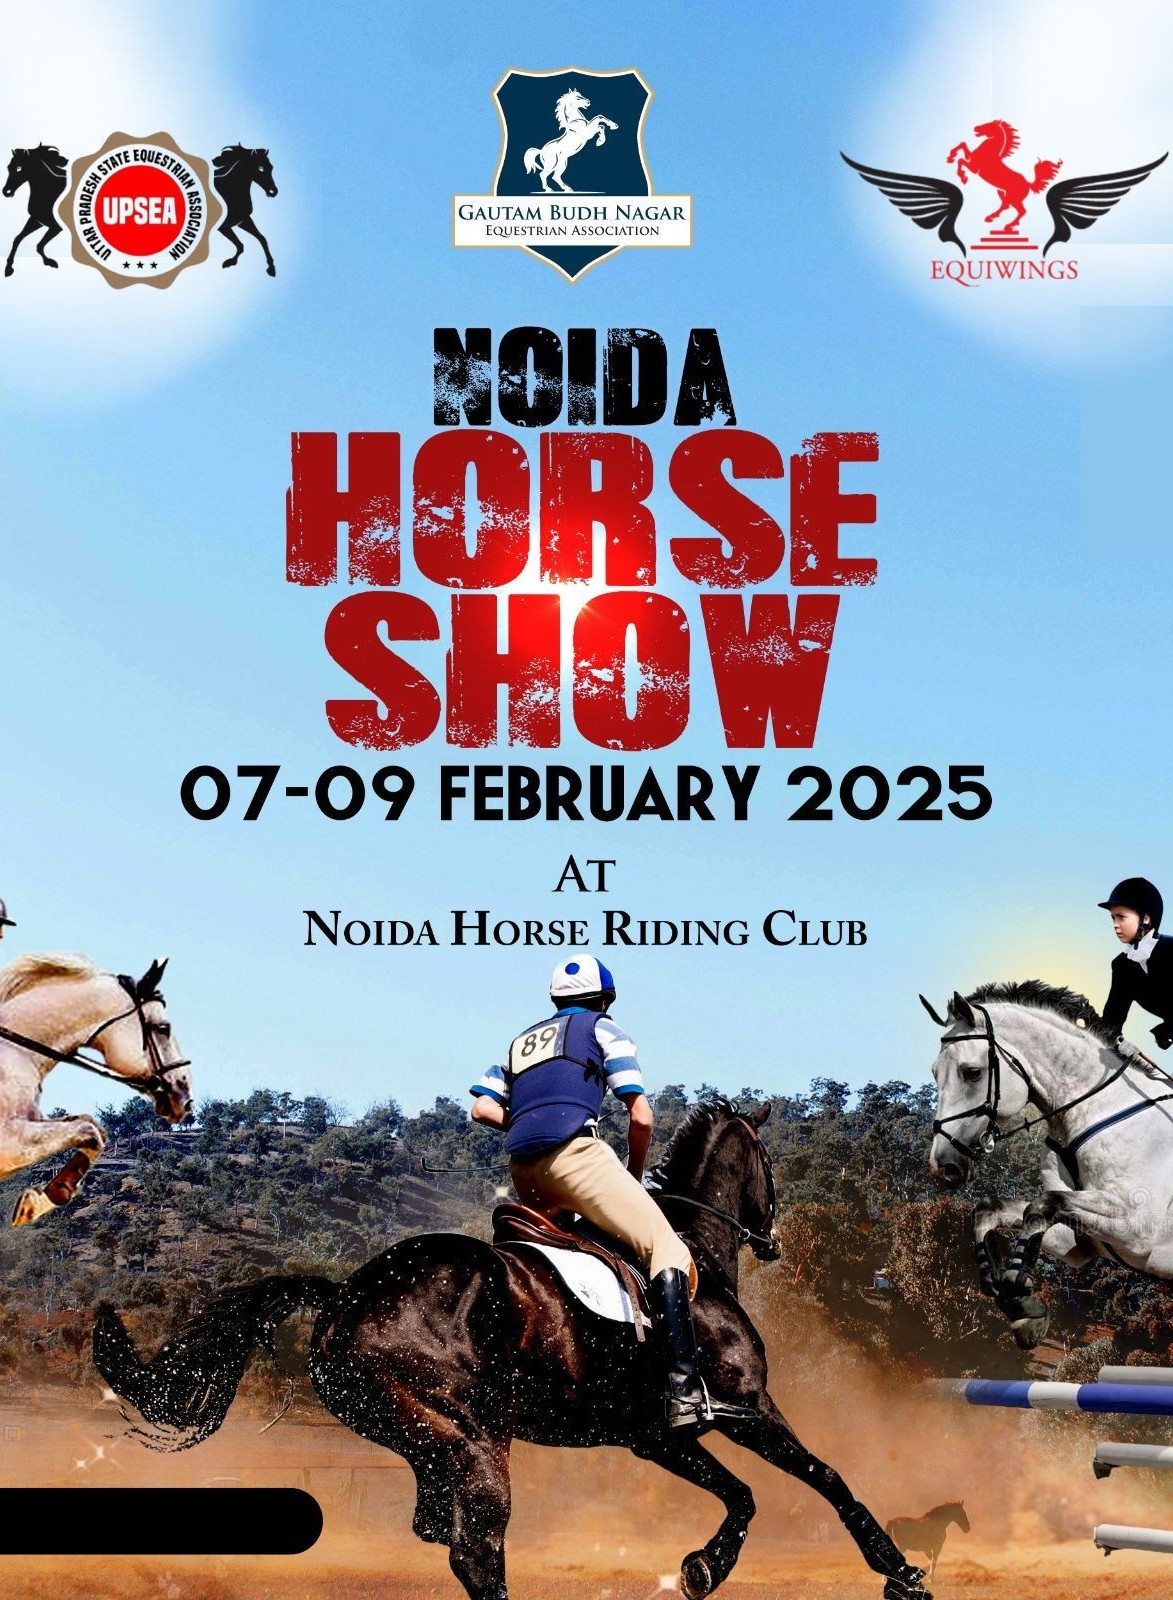 UTTAR PRADESH STATE EQUESTRIAN ASSOCIATION
UPSEA
GAUTAM BUDH NAGAR
EQUESTRIAN ASSOCIATION
EQUIWINGS
NOIDA
HORSE
SHOW
07-09 FEBRUARY 2025
AT
NOIDA HORSE RIDING CLUB
89